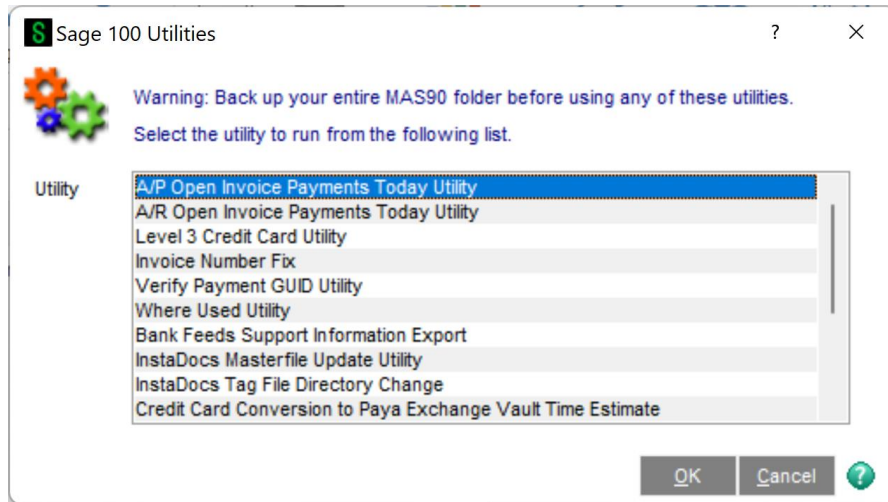 S Sage 100 Utilities ?
Warning: Back up your entire MAS90 folder before using any of these utilities.
Select the utility to run from the following list.
Utility
A/P Open Invoice Payments Today Utility
A/R Open Invoice Payments Today Utility
Level 3 Credit Card Utility
Invoice Number Fix
Verify Payment GUID Utility
Where Used Utility
Bank Feeds Support Information Export
InstaDocs Masterfile Update Utility
InstaDocs Tag File Directory Change
Credit Card Conversion to Paya Exchange Vault Time Estimate
OK Cancel ?